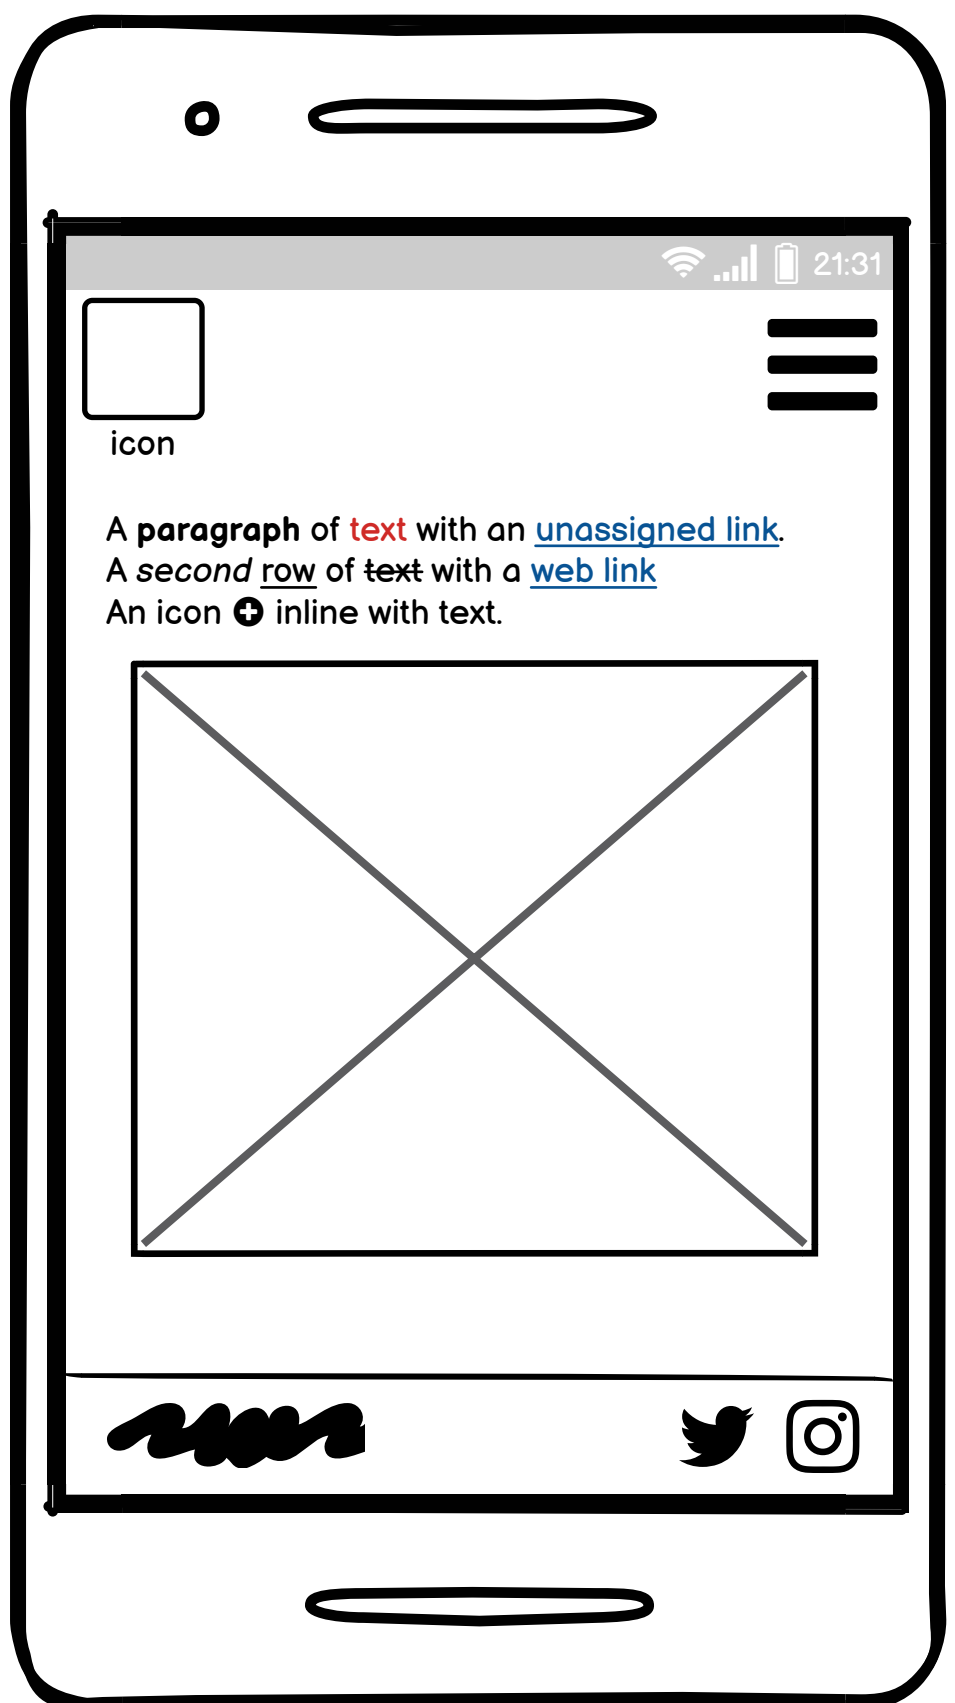 21:31
icon
A paragraph of text with an unassigned link.
A second row of text with a web link
An icon inline with text.